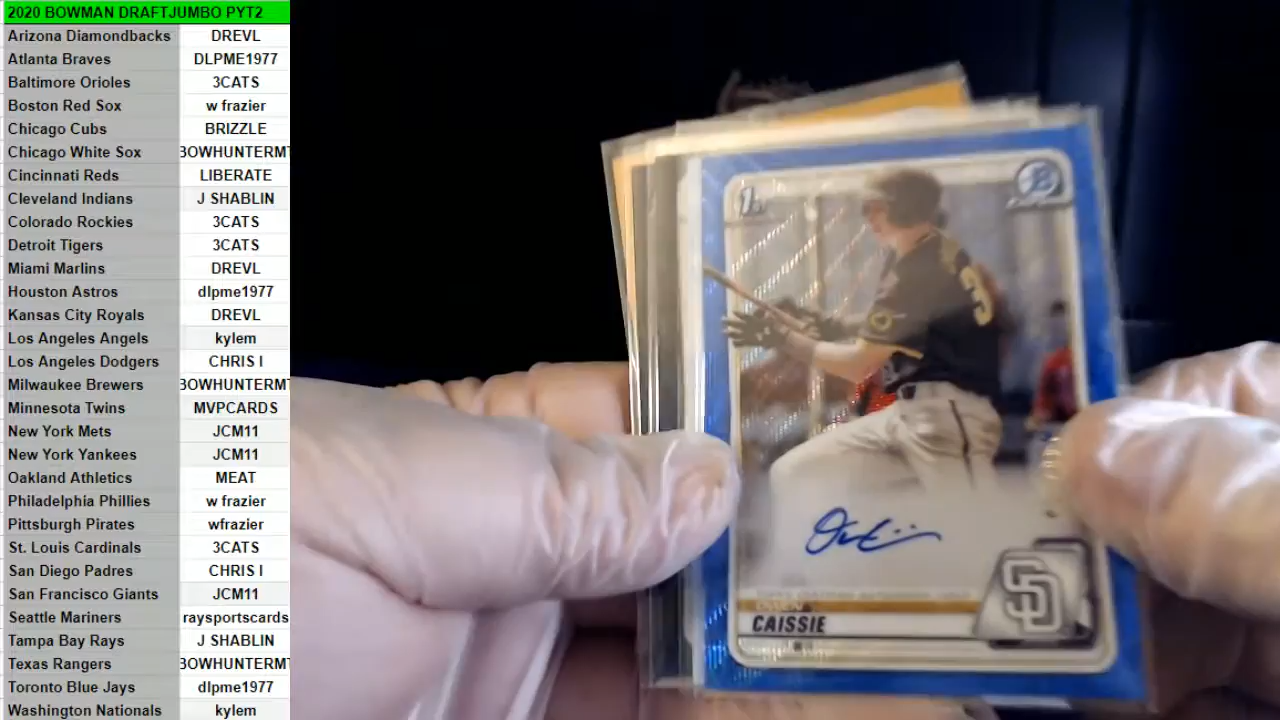 2020 BOWMAN DRAFTJUMBO PYT2
Arizona Diamondbacks DREVL
Atlanta Braves DLPME1977
Baltimore Orioles 3CATS
Boston Red Sox w frazier
Chicago Cubs BRIZZLE
Chicago White Sox BOWHUNTERMT
Cincinnati Reds LIBERATE
Cleveland Indians J SHABLIN
Colorado Rockies 3CATS
Detroit Tigers 3CATS
Miami Marlins DREVL
Houston Astros dlpme1977
Kansas City Royals DREVL
Los Angeles Angels kylem
Los Angeles Dodgers CHRIS I
Milwaukee Brewers BOWHUNTERMT
Minnesota Twins MVPCARDS
New York Mets JCM11
New York Yankees JCM11
Oakland Athletics MEAT
Philadelphia Phillies w frazier
Pittsburgh Pirates wfrazier
St. Louis Cardinals 3CATS
San Diego Padres CHRIS I
San Francisco Giants JCM11
Seattle Mariners raysportscards
Tampa Bay Rays J SHABLIN
Texas Rangers BOWHUNTERMT
Toronto Blue Jays dlpme1977
Washington Nationals kylem
1st
B
3
OWEN
CAISSIE
SD